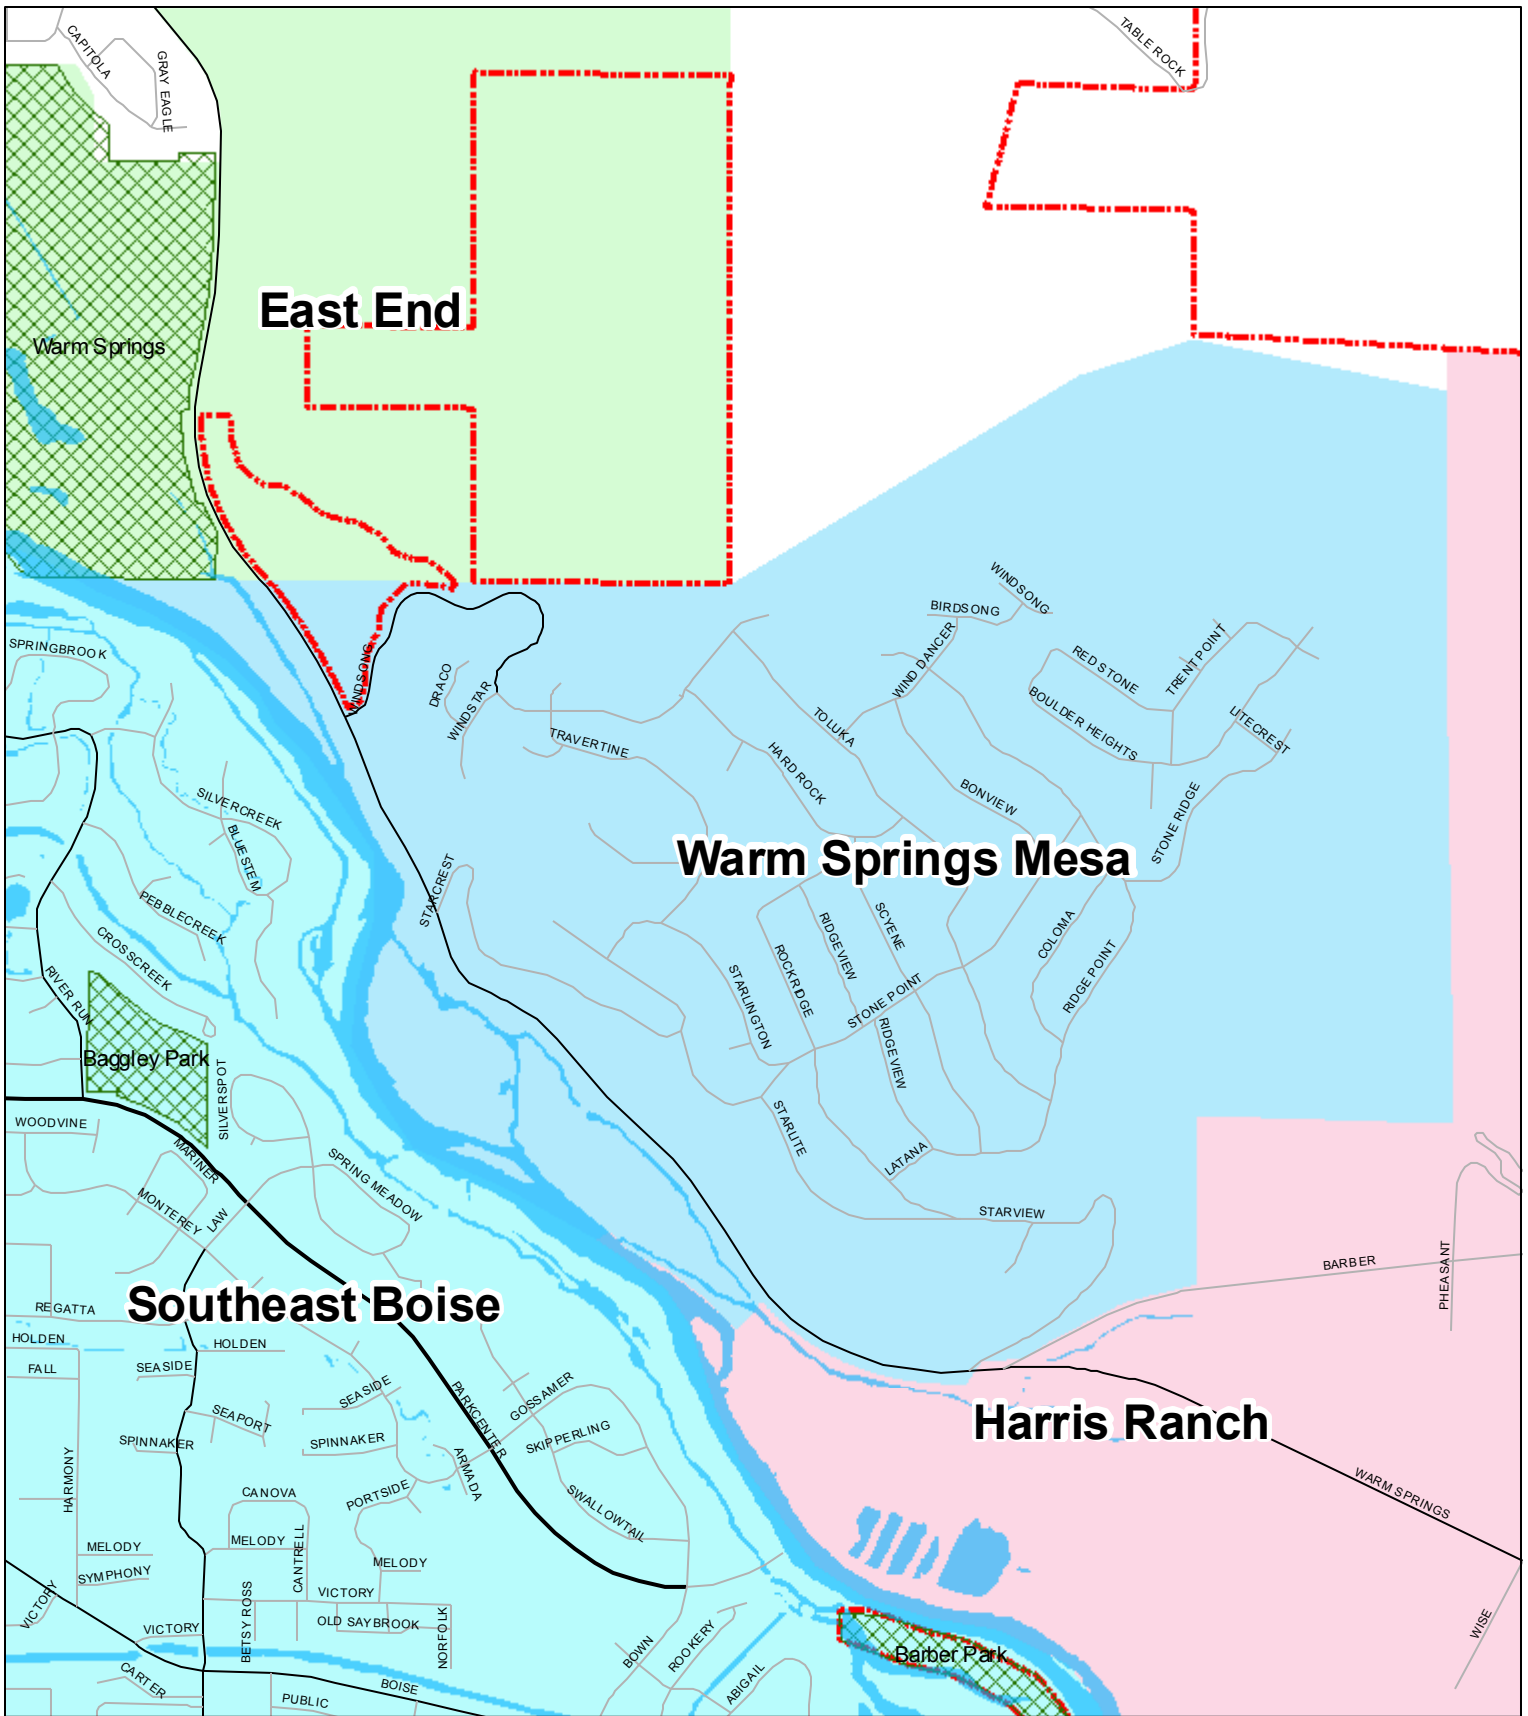 CAPITOLA
GRAY EAGLE
TABLE ROCK
East End
Warm Springs
WINDSONG
BIRDSONG
WIND DANCER
RED STONE
TRENT POINT
BOULDER HEIGHTS
LITECREST
SPRINGBROOK
WINDSONG
DRACO
WINDSTAR
TRAVERTINE
TOLUKA
HARD ROCK
BONVIEW
STONE RIDGE
SILVERCREEK
BLUESTEM
Warm Springs Mesa
STARCREST
PEBBLECREEK
CROSSCREEK
SCYENE
RIDGEVIEW
ROCKRIDGE
COLOMA
RIDGE POINT
STARLINGTON
STONE POINT
RIVER RUN
Baggley Park
SILVERSPOT
RIDGEVIEW
WOODVINE
MARINER
STARLITE
LATANA
SPRING MEADOW
MONTEREY
LAW
STARVIEW
BARBER
PHEASANT
Southeast Boise
REGATTA
HOLDEN
HOLDEN
FALL
SEASIDE
SEASIDE
SEAPORT
SPINNAKER
SPINNAKER
PARKCENTER
GOSSAMER
SKIPPERLING
Harris Ranch
HARMONY
ARMADA
WARM SPRINGS
CANOVA
PORTSIDE
SWALLOWTAIL
MELODY
CANTRELL
MELODY
MELODY
SYMPHONY
VICTORY
VICTORY
BETSY ROSS
OLD SAYBROOK
NORFOLK
VICTORY
WISE
BOWN
ROOKERY
Barber Park
CARTER
BOISE
ABIGAIL
PUBLIC